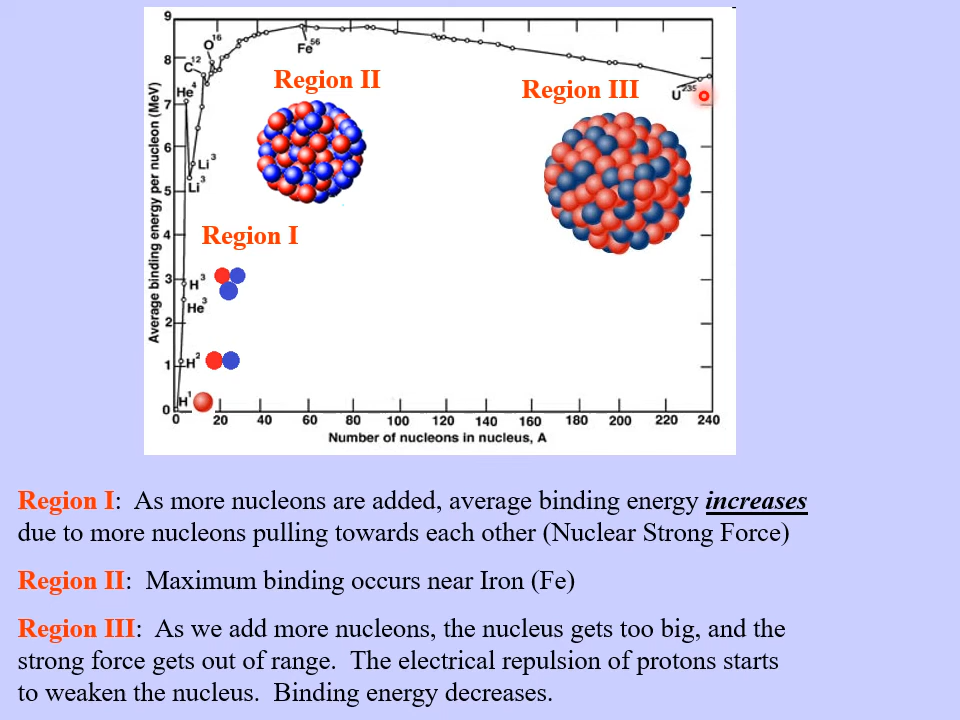 9
O16
Fe56
C12
8
Region II
Region III
U235
He4
7
6
Li3
Li3
5
Region I
4
3
H3
He3
2
1
H2
H1
0
Average binding energy per nucleon (MeV)
0 20 40 60 80 100 120 140 160 180 200 220 240
Number of nucleons in nucleus, A
Region I: As more nucleons are added, average binding energy increases
due to more nucleons pulling towards each other (Nuclear Strong Force)
Region II: Maximum binding occurs near Iron (Fe)
Region III: As we add more nucleons, the nucleus gets too big, and the
strong force gets out of range. The electrical repulsion of protons starts
to weaken the nucleus. Binding energy decreases.